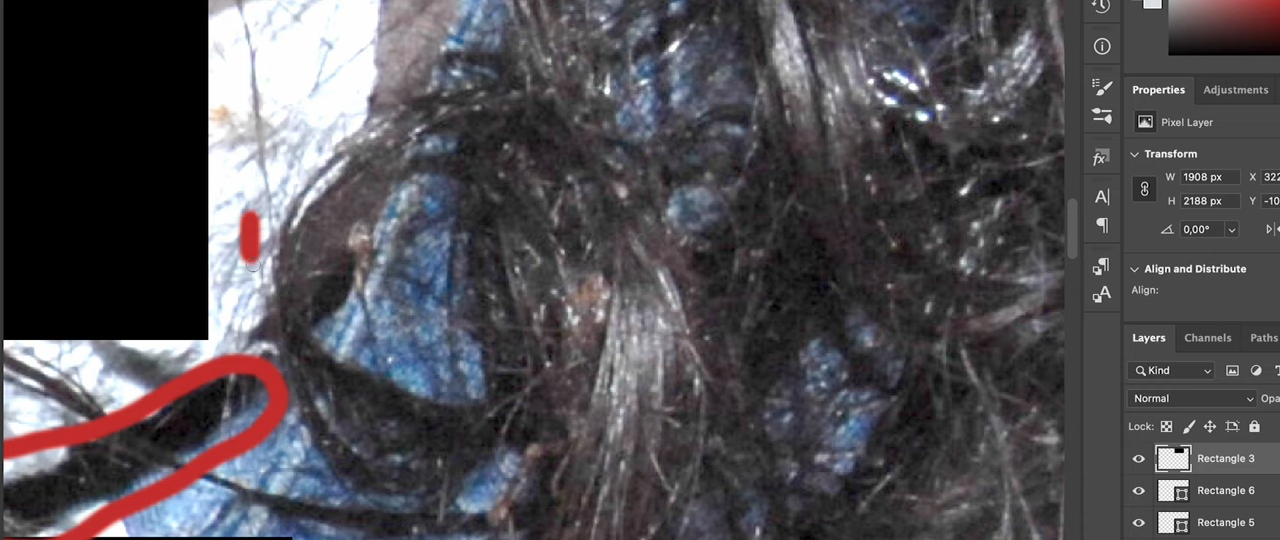 Properties Adjustments
Pixel Layer
Transform
W 1908 px X 322
H 2188 px Y -10
0,00°
Align and Distribute
Align:
Layers Channels Paths
Kind
Normal Opa
Lock:
Rectangle 3
Rectangle 6
Rectangle 5